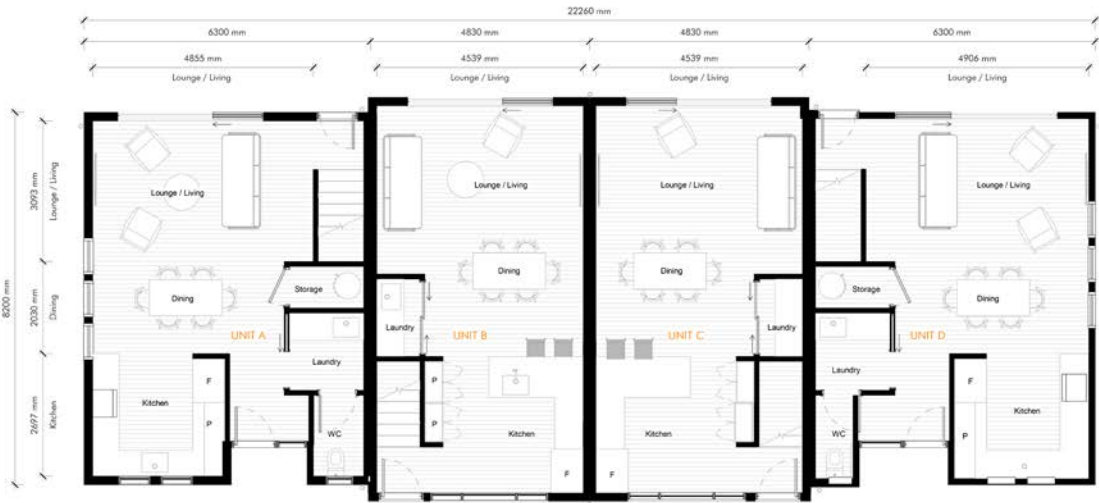 22260 mm
6300 mm 4830 mm 4830 mm 6300 mm
4855 mm 4539 mm 4539 mm 4906 mm
Lounge / Living Lounge / Living Lounge / Living Lounge / Living
8200 mm
3093 mm
Lounge / Living
2030 mm
Dining
2697 mm
Kitchen
Lounge / Living
Dining
Storage
UNIT A
Laundry
F
Kitchen
P
WC
Lounge / Living
Dining
Laundry
UNIT B
P
P
Kitchen
F
Lounge / Living
Dining
UNIT C
Laundry
Kitchen
F
Lounge / Living
Storage
Dining
UNIT D
Laundry
F
Kitchen
WC
P